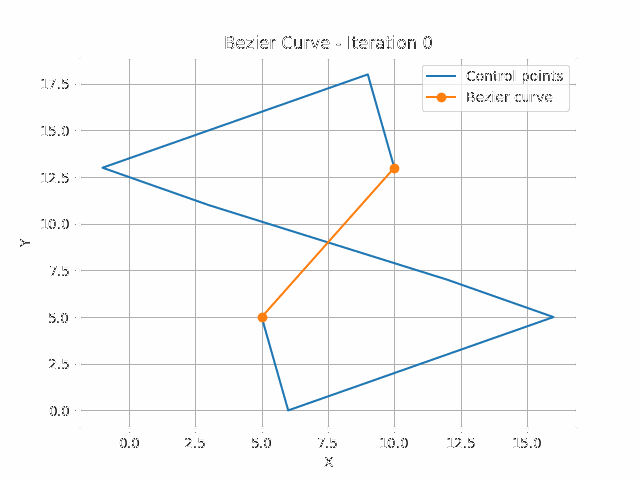 Bezier Curve - Iteration 0
Control points
Bezier curve
17.5
15.0
12.5
10.0
7.5
5.0
2.5
0.0
Y
0.0 2.5 5.0 7.5 10.0 12.5 15.0
X